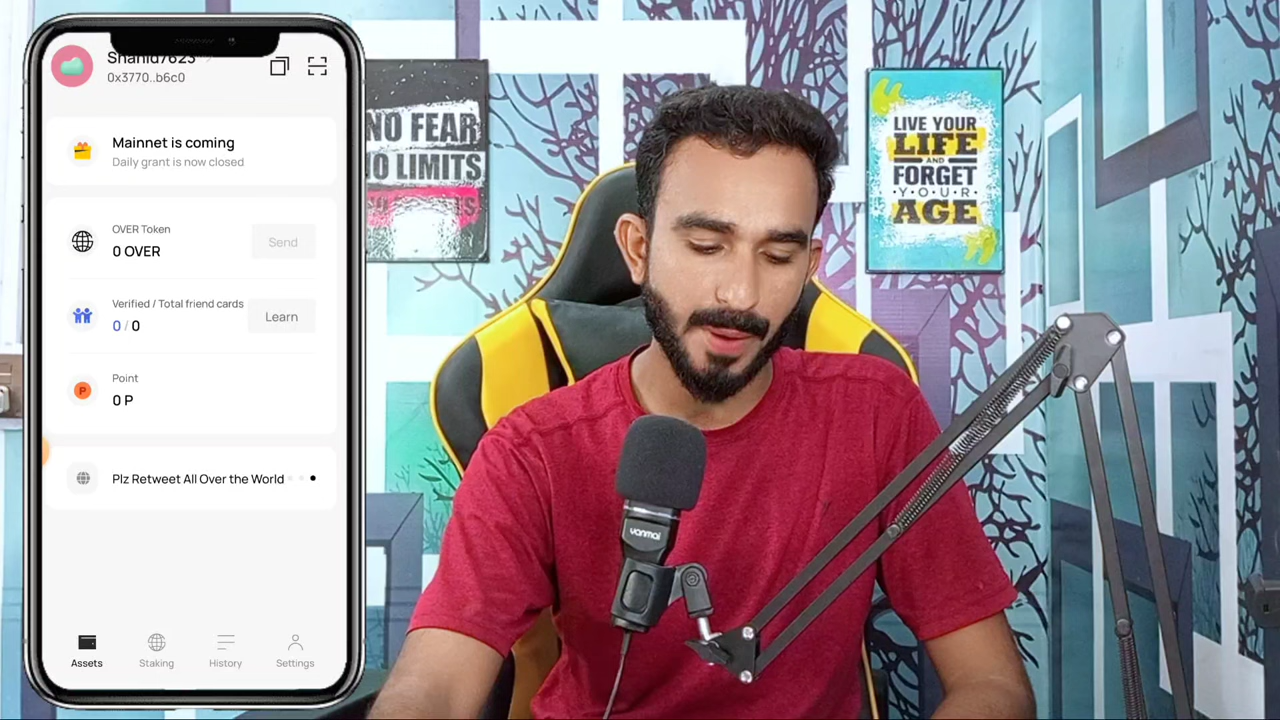 Shahid7623
0x3770..b6c0
Mainnet is coming
Daily grant is now closed
OVER Token
0 OVER
Send
Verified / Total friend cards
0 / 0
Learn
Point
P
0 P
Plz Retweet All Over the World
Assets
Staking
History
Settings
NO FEAR
NO LIMITS
LIVE YOUR
LIFE
AND
FORGET
YOUR
AGE
yanmai